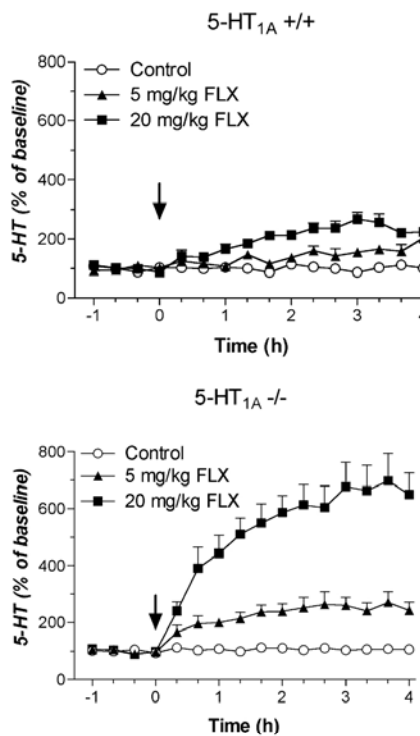 5-HT1A +/+
Control
5 mg/kg FLX
20 mg/kg FLX
800
600
400
200
0
5-HT (% of baseline)
-1 0 1 2 3 4
Time (h)
5-HT1A -/-
Control
5 mg/kg FLX
20 mg/kg FLX
800
600
400
200
0
5-HT (% of baseline)
-1 0 1 2 3 4
Time (h)